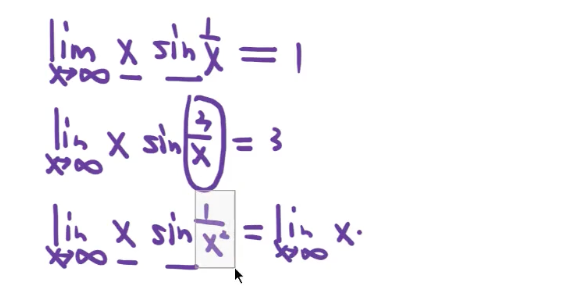 lim x→∞ x sin 1/x = 1
lim x→∞ x sin 3/x = 3
lim x→∞ x sin 1/x² = lim x→∞ x·